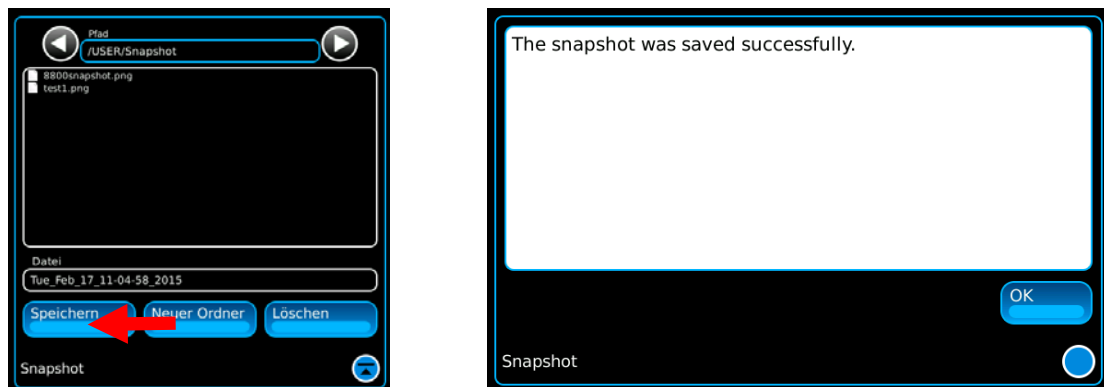 Pfad
/USER/Snapshot
8800snapshot.png
test1.png
Datei
Tue_Feb_17_11-04-58_2015
Speichern Neuer Ordner Löschen
Snapshot
The snapshot was saved successfully.
OK
Snapshot